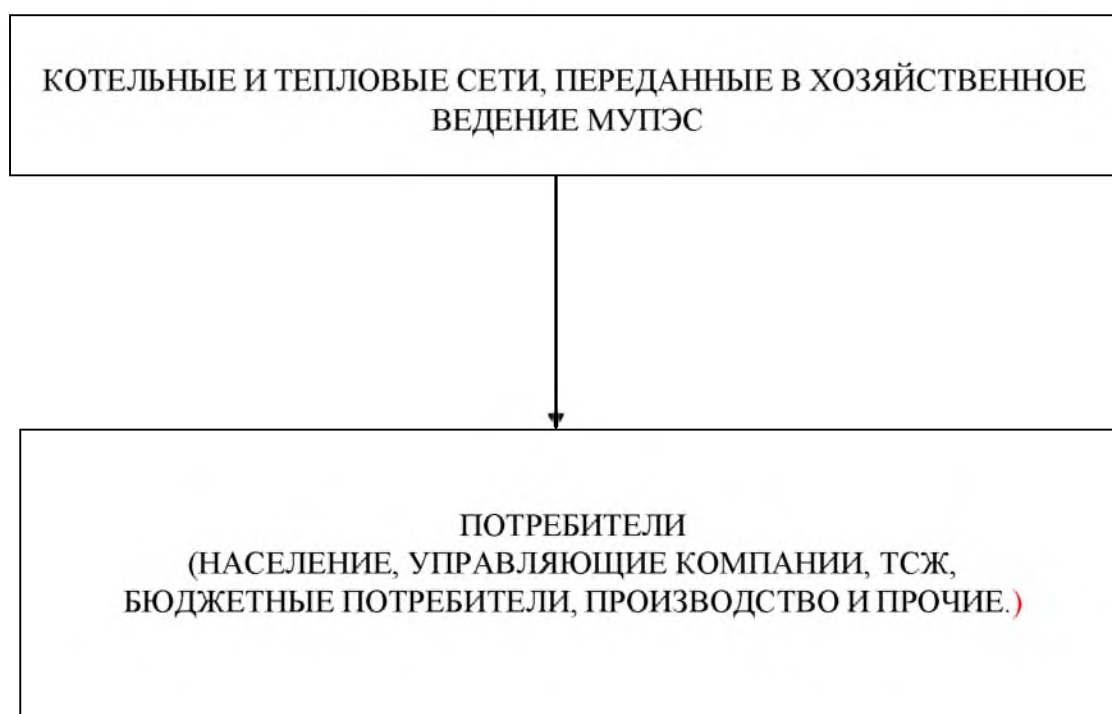 КОТЕЛЬНЫЕ И ТЕПЛОВЫЕ СЕТИ, ПЕРЕДАННЫЕ В ХОЗЯЙСТВЕННОЕ
ВЕДЕНИЕ МУПЭС
ПОТРЕБИТЕЛИ
(НАСЕЛЕНИЕ, УПРАВЛЯЮЩИЕ КОМПАНИИ, ТСЖ,
БЮДЖЕТНЫЕ ПОТРЕБИТЕЛИ, ПРОИЗВОДСТВО И ПРОЧИЕ.)